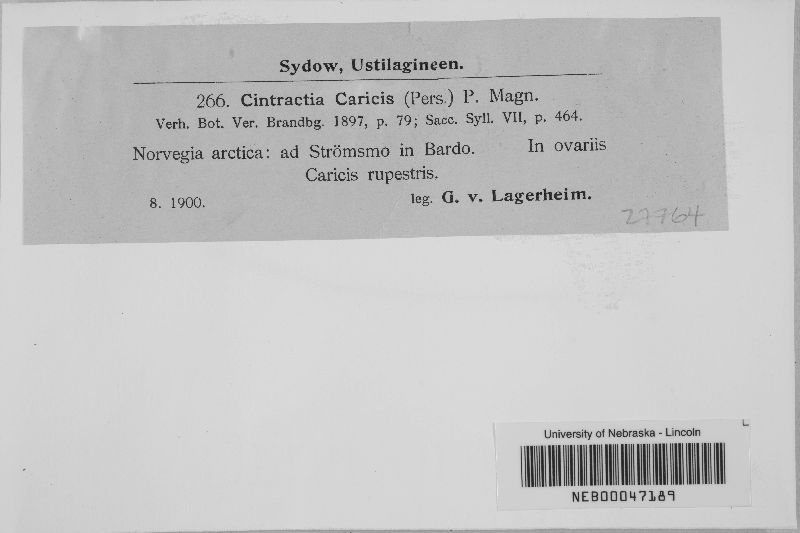 Sydow, Ustilagineen.
266. Cintractia Caricis (Pers.) P. Magn.
Verh. Bot. Ver. Brandbg. 1897, p. 79; Sacc. Syll. VII, p. 464.
Norvegia arctica: ad Strömsmo in Bardo. In ovariis
Caricis rupestris.
8. 1900. leg. G. v. Lagerheim.
27764
University of Nebraska - Lincoln
NEB00047189